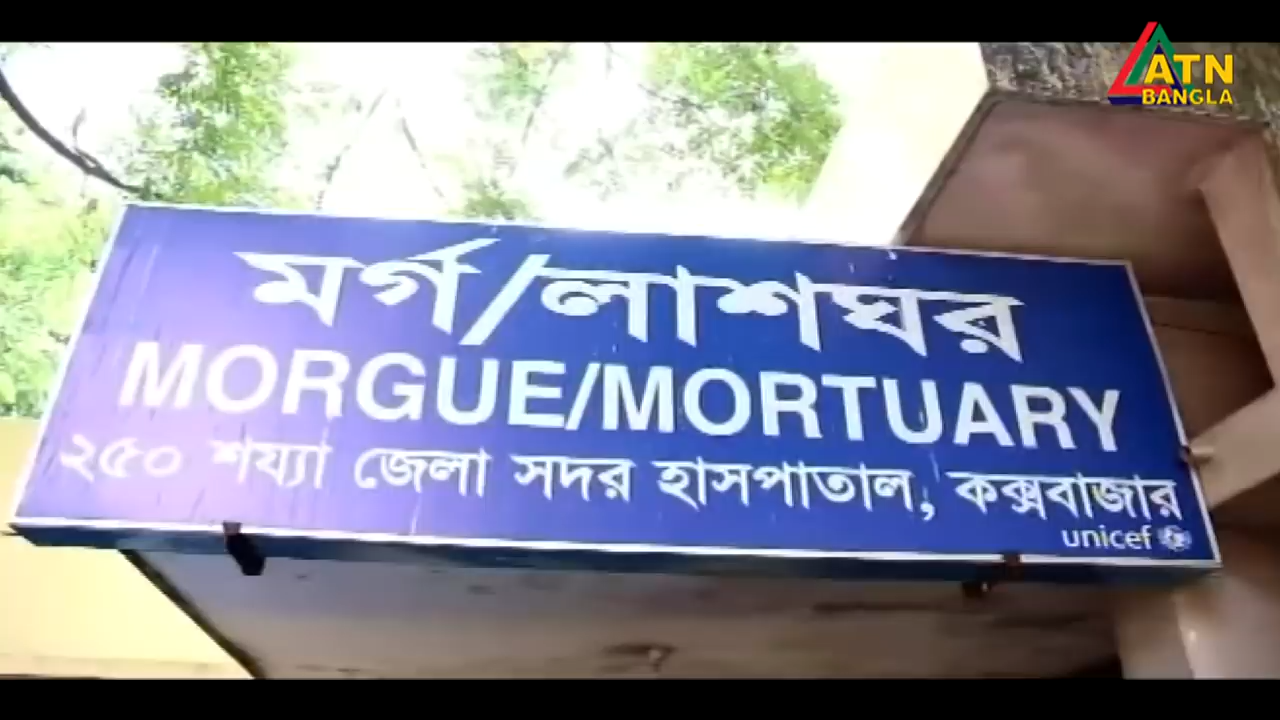 ATN
BANGLA
মর্গ/লাশঘর
MORGUE/MORTUARY
২৫০ শয্যা জেলা সদর হাসপাতাল, কক্সবাজার
unicef